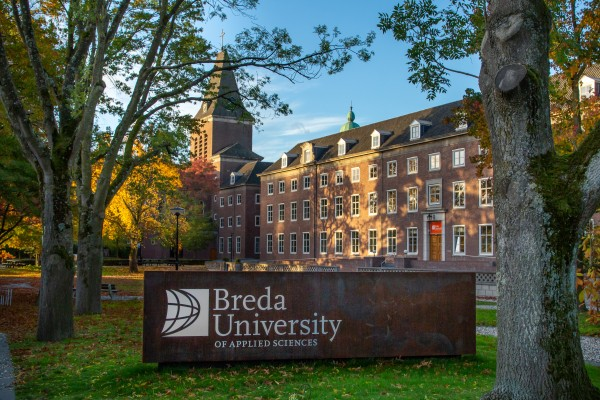 Breda
University
OF APPLIED SCIENCES